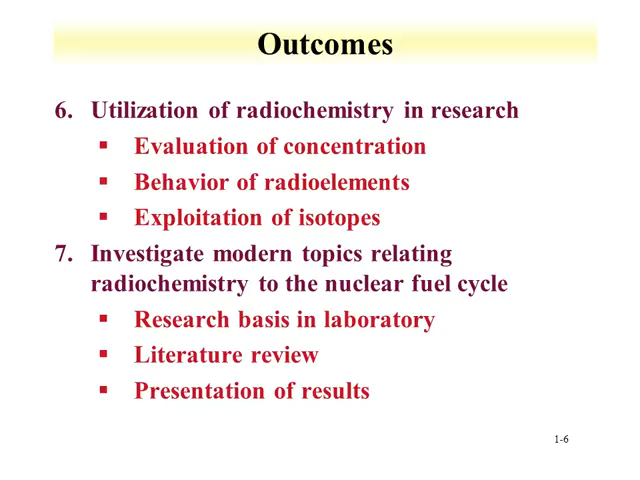 Outcomes
6. Utilization of radiochemistry in research
▪ Evaluation of concentration
▪ Behavior of radioelements
▪ Exploitation of isotopes
7. Investigate modern topics relating
radiochemistry to the nuclear fuel cycle
▪ Research basis in laboratory
▪ Literature review
▪ Presentation of results
1-6